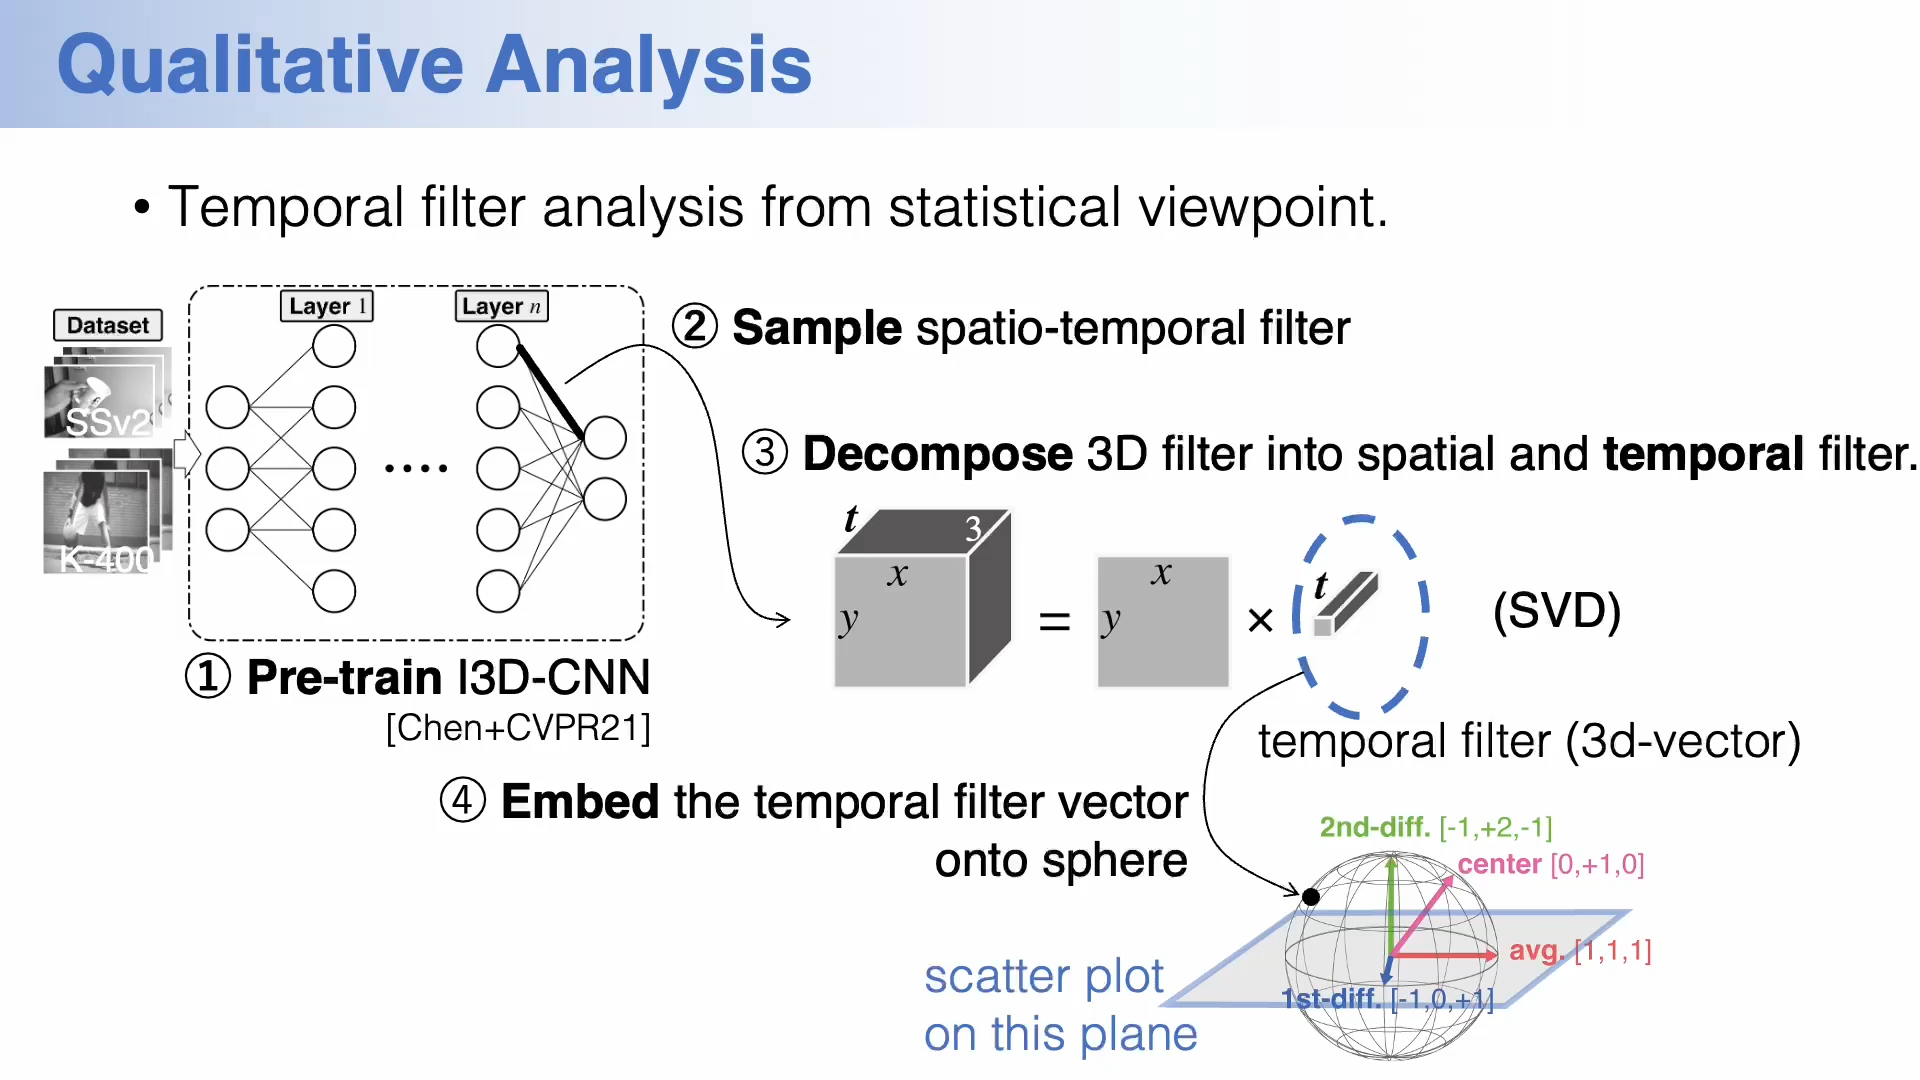 Qualitative Analysis
• Temporal filter analysis from statistical viewpoint.
Dataset
SSv2
K-400
Layer 1
Layer n
① Pre-train I3D-CNN
[Chen+CVPR21]
② Sample spatio-temporal filter
③ Decompose 3D filter into spatial and temporal filter.
t
3
x
y
=
x
y
×
t
(SVD)
temporal filter (3d-vector)
④ Embed the temporal filter vector
onto sphere
2nd-diff. [-1,+2,-1]
center [0,+1,0]
avg. [1,1,1]
1st-diff. [-1,0,+1]
scatter plot
on this plane